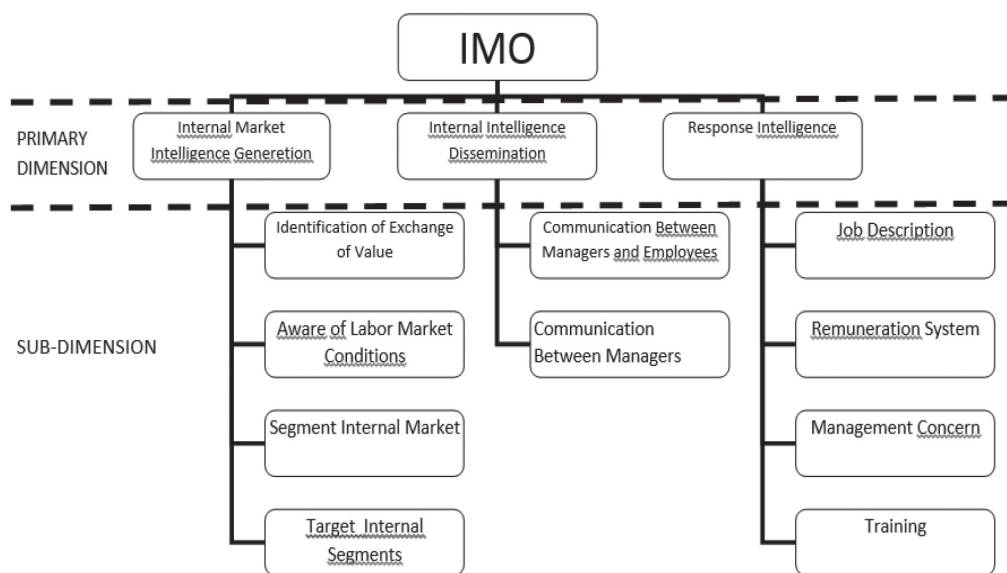 IMO
PRIMARY
DIMENSION
Internal Market
Intelligence Generetion
Internal Intelligence
Dissemination
Response Intelligence
SUB-DIMENSION
Identification of Exchange
of Value
Aware of Labor Market
Conditions
Segment Internal Market
Target Internal
Segments
Communication Between
Managers and Employees
Communication
Between Managers
Job Description
Remuneration System
Management Concern
Training